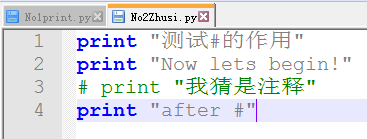 No1print.py No2Zhusi.py
1 print "测试#的作用"
2 print "Now lets begin!"
3 # print "我猜是注释"
4 print "after #"